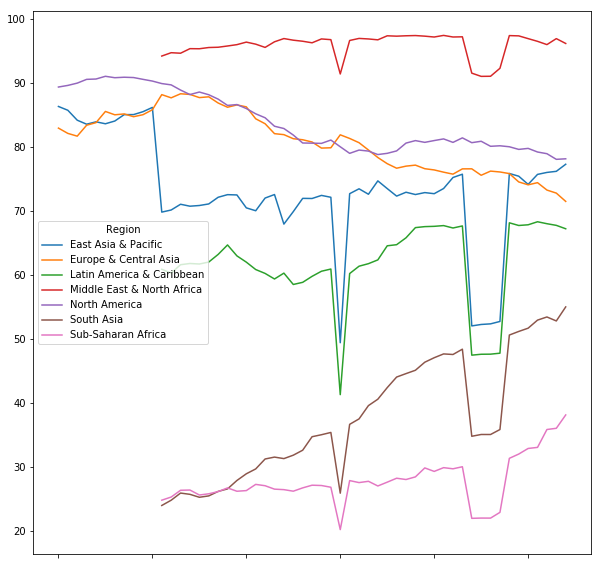 100
90
80
70
60
50
40
30
20
Region
East Asia & Pacific
Europe & Central Asia
Latin America & Caribbean
Middle East & North Africa
North America
South Asia
Sub-Saharan Africa